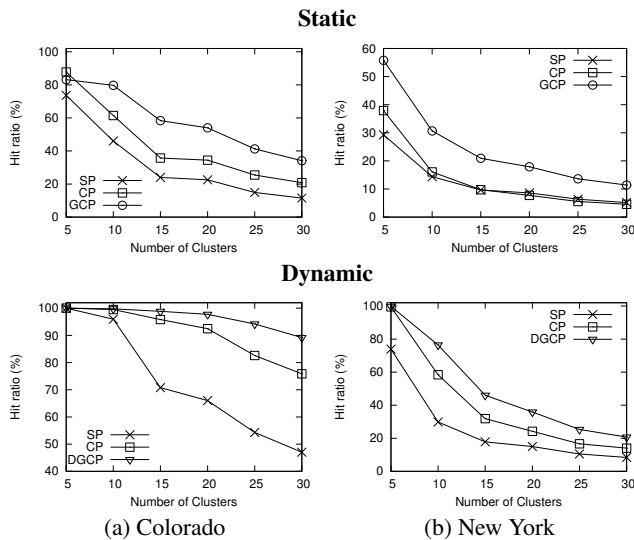 Static
100
80
60
40
20
0
5 10 15 20 25 30
Hit ratio (%)
Number of Clusters
SP
CP
GCP
60
50
40
30
20
10
0
5 10 15 20 25 30
Hit ratio (%)
Number of Clusters
SP
CP
GCP
Dynamic
100
90
80
70
60
50
40
5 10 15 20 25 30
Hit ratio (%)
Number of Clusters
SP
CP
DGCP
(a) Colorado
100
80
60
40
20
0
5 10 15 20 25 30
Hit ratio (%)
Number of Clusters
SP
CP
DGCP
(b) New York